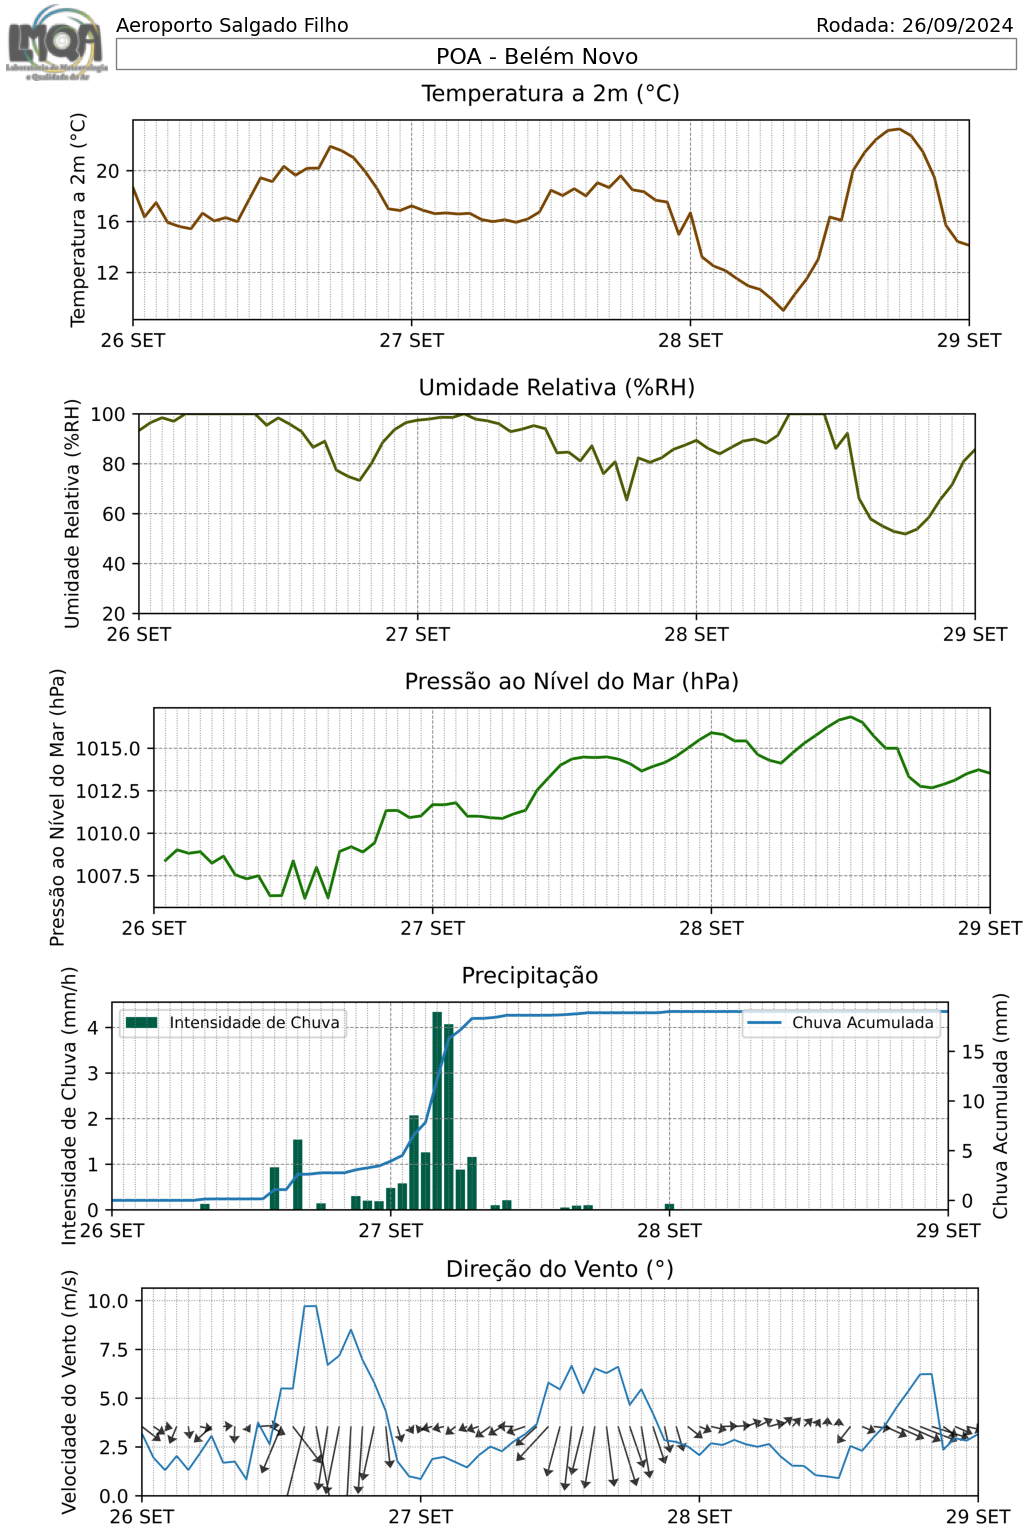 LMQA
Laboratório de Meteorologia
e Qualidade do Ar
Aeroporto Salgado Filho
Rodada: 26/09/2024
POA - Belém Novo
Temperatura a 2m (°C)
Temperatura a 2m (°C)
20
16
12
26 SET
27 SET
28 SET
29 SET
Umidade Relativa (%RH)
Umidade Relativa (%RH)
100
80
60
40
20
26 SET
27 SET
28 SET
29 SET
Pressão ao Nível do Mar (hPa)
Pressão ao Nível do Mar (hPa)
1015.0
1012.5
1010.0
1007.5
26 SET
27 SET
28 SET
29 SET
Precipitação
Intensidade de Chuva (mm/h)
4
3
2
1
0
Intensidade de Chuva
Chuva Acumulada
15
10
5
0
Chuva Acumulada (mm)
26 SET
27 SET
28 SET
29 SET
Direção do Vento (°)
Velocidade do Vento (m/s)
10.0
7.5
5.0
2.5
0.0
26 SET
27 SET
28 SET
29 SET